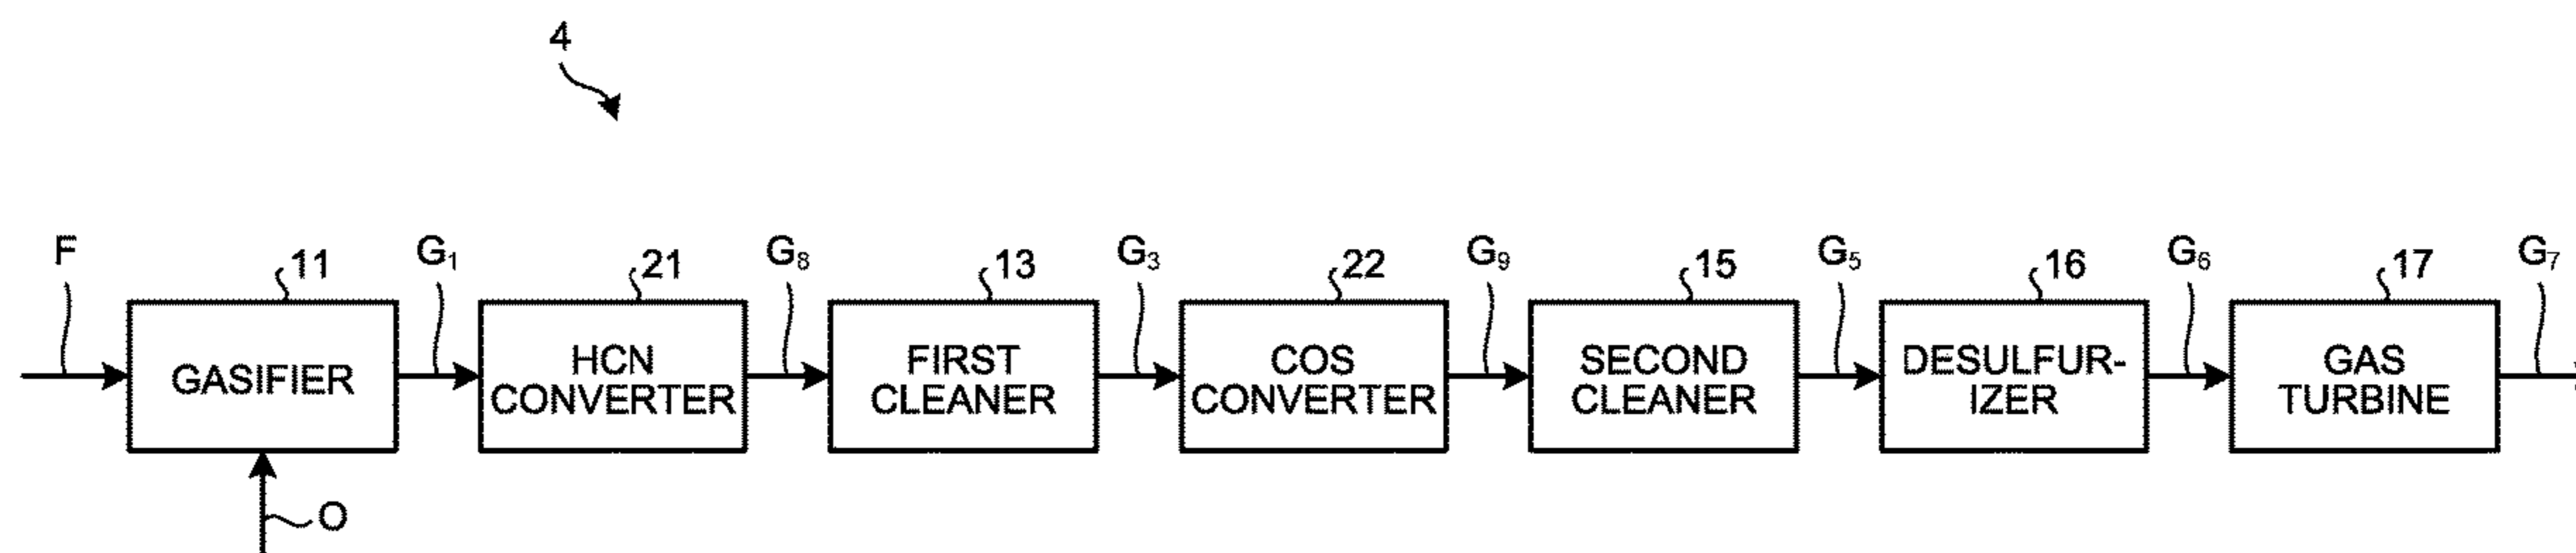 4
F
11
G₁
21
G₈
13
G₃
22
G₉
15
G₅
16
G₆
17
G₇
GASIFIER
HCN
CONVERTER
FIRST
CLEANER
COS
CONVERTER
SECOND
CLEANER
DESULFUR-
IZER
GAS
TURBINE
O